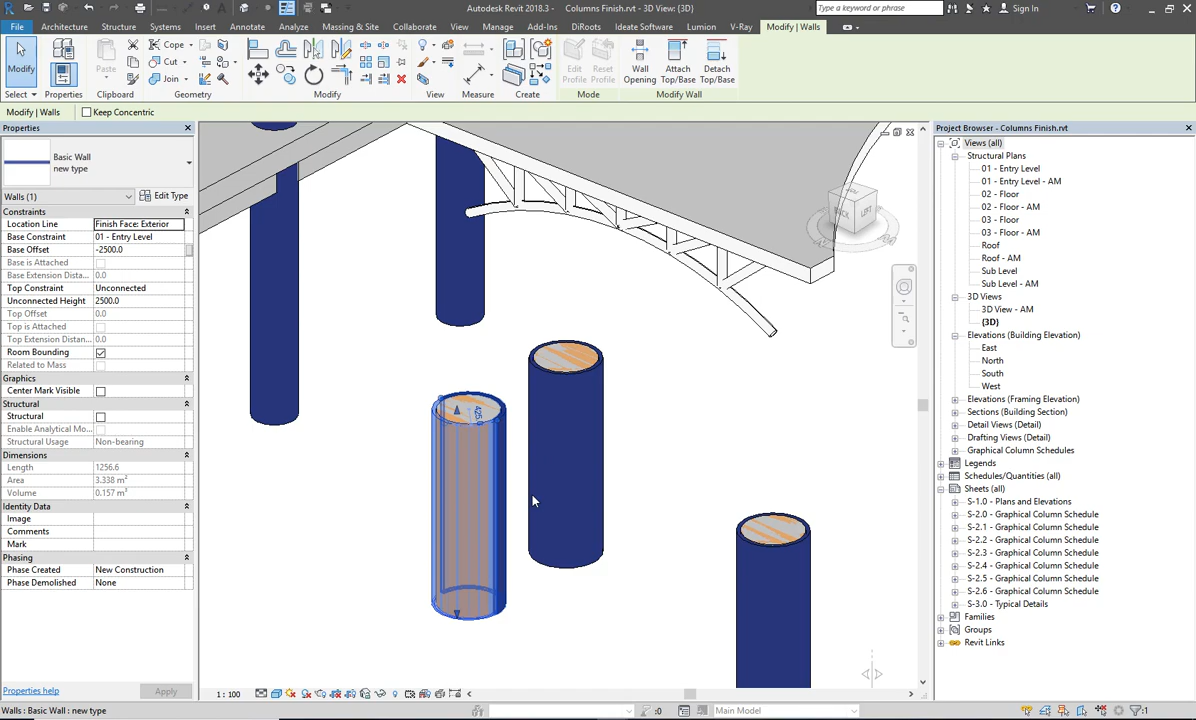 Autodesk Revit 2018.3 -    Columns Finish.rvt - 3D View: {3D}
Type a keyword or phrase
Sign In
File Architecture Structure Systems Insert Annotate Analyze Massing & Site Collaborate View Manage Add-Ins DiRoots Ideate Software Lumion V-Ray Modify | Walls
Modify
Properties
Paste
Cope
Cut
Join
Edit Profile
Reset Profile
Wall Opening
Attach Top/Base
Detach Top/Base
Select Properties Clipboard Geometry Modify View Measure Create Mode Modify Wall
Modify | Walls Keep Concentric
Properties
Basic Wall
new type
Walls (1) Edit Type
Constraints
Location Line Finish Face: Exterior
Base Constraint 01 - Entry Level
Base Offset -2500.0
Base is Attached
Base Extension Dista... 0.0
Top Constraint Unconnected
Unconnected Height 2500.0
Top Offset 0.0
Top is Attached
Top Extension Distan... 0.0
Room Bounding
Related to Mass
Graphics
Center Mark Visible
Structural
Structural
Enable Analytical Mo...
Structural Usage Non-bearing
Dimensions
Length 1256.6
Area 3.338 m²
Volume 0.157 m³
Identity Data
Image
Comments
Mark
Phasing
Phase Created New Construction
Phase Demolished None
Properties help Apply
BACK
LEFT
Project Browser - Columns Finish.rvt
Views (all)
Structural Plans
01 - Entry Level
01 - Entry Level - AM
02 - Floor
02 - Floor - AM
03 - Floor
03 - Floor - AM
Roof
Roof - AM
Sub Level
Sub Level - AM
3D Views
3D View - AM
{3D}
Elevations (Building Elevation)
East
North
South
West
Elevations (Framing Elevation)
Sections (Building Section)
Detail Views (Detail)
Drafting Views (Detail)
Graphical Column Schedules
Legends
Schedules/Quantities (all)
Sheets (all)
S-1.0 - Plans and Elevations
S-2.0 - Graphical Column Schedule
S-2.1 - Graphical Column Schedule
S-2.2 - Graphical Column Schedule
S-2.3 - Graphical Column Schedule
S-2.4 - Graphical Column Schedule
S-2.5 - Graphical Column Schedule
S-2.6 - Graphical Column Schedule
S-3.0 - Typical Details
Families
Groups
Revit Links
1 : 100
Walls : Basic Wall : new type
:0
Main Model
:1